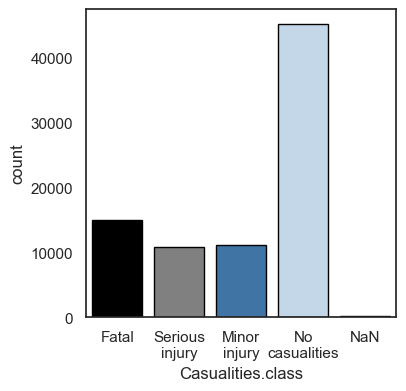 40000
30000
20000
10000
0
count
Fatal
Serious
injury
Minor
injury
No
casualities
NaN
Casualities.class